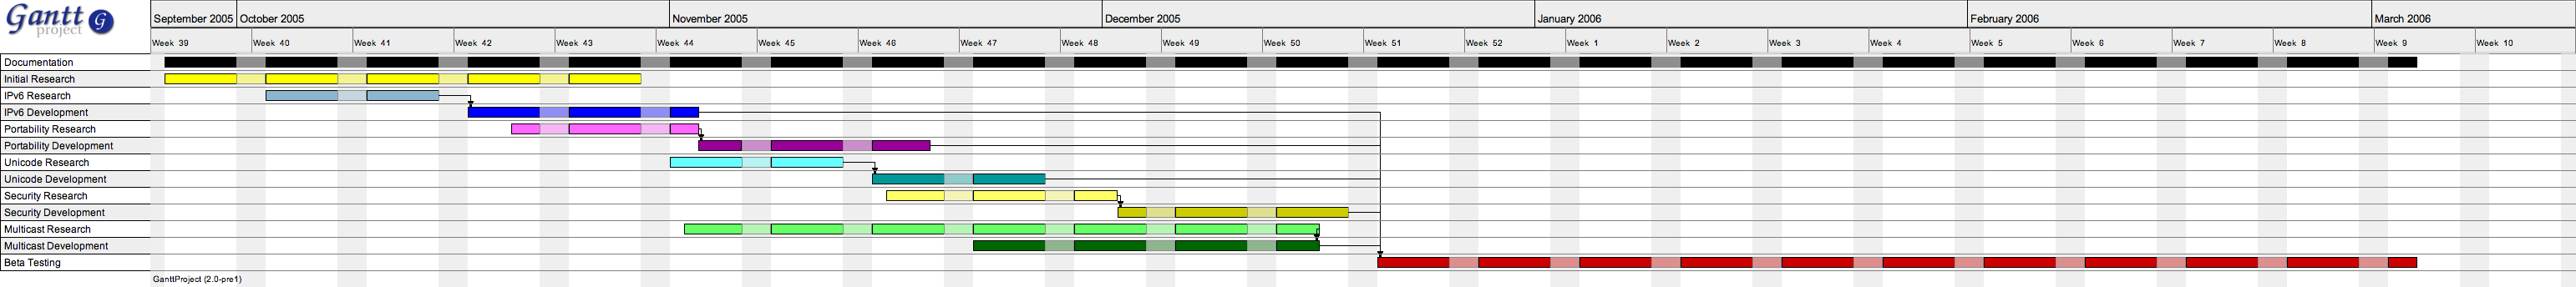 Gantt
project
G
September 2005 October 2005 November 2005 December 2005 January 2006 February 2006 March 2006
Week 39 Week 40 Week 41 Week 42 Week 43 Week 44 Week 45 Week 46 Week 47 Week 48 Week 49 Week 50 Week 51 Week 52 Week 1 Week 2 Week 3 Week 4 Week 5 Week 6 Week 7 Week 8 Week 9 Week 10
Documentation
Initial Research
IPv6 Research
IPv6 Development
Portability Research
Portability Development
Unicode Research
Unicode Development
Security Research
Security Development
Multicast Research
Multicast Development
Beta Testing
GanttProject (2.0-pre1)